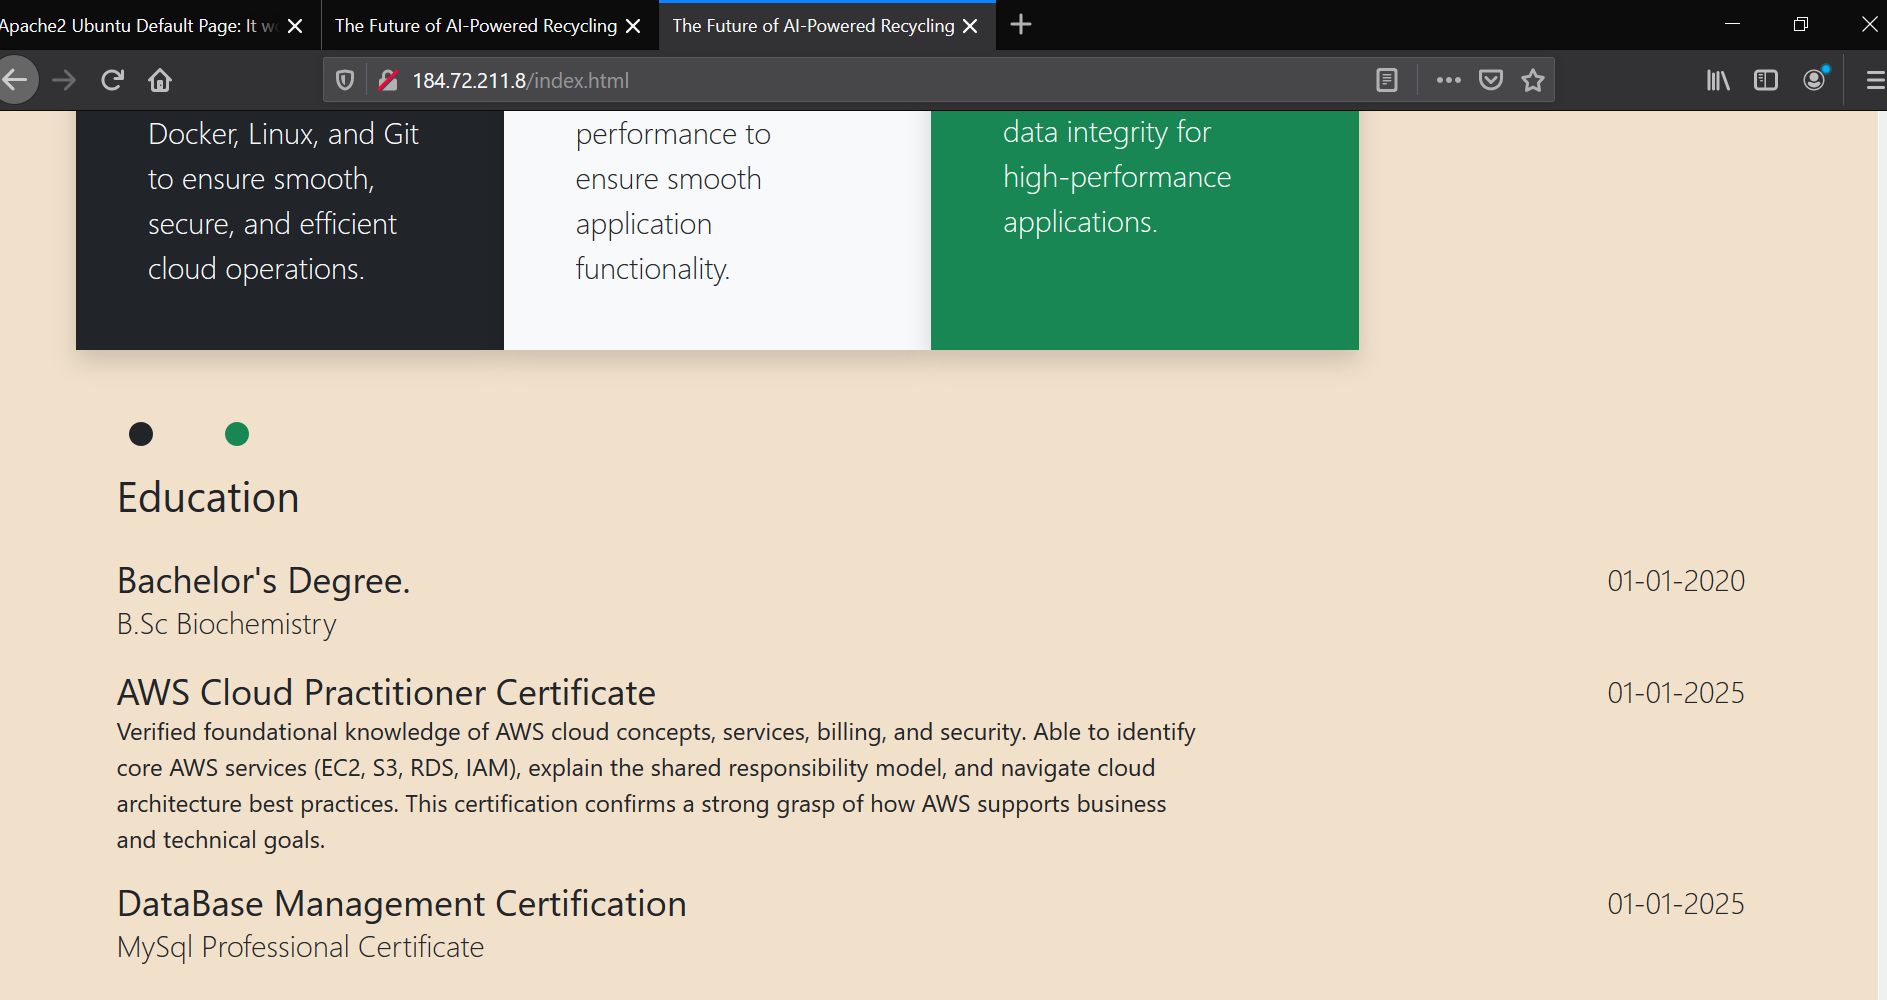 Apache2 Ubuntu Default Page: It
The Future of AI-Powered Recycling
The Future of AI-Powered Recycling
184.72.211.8/index.html
Docker, Linux, and Git
to ensure smooth,
secure, and efficient
cloud operations.
performance to
ensure smooth
application
functionality.
data integrity for
high-performance
applications.
Education
Bachelor's Degree.
01-01-2020
B.Sc Biochemistry
AWS Cloud Practitioner Certificate
01-01-2025
Verified foundational knowledge of AWS cloud concepts, services, billing, and security. Able to identify
core AWS services (EC2, S3, RDS, IAM), explain the shared responsibility model, and navigate cloud
architecture best practices. This certification confirms a strong grasp of how AWS supports business
and technical goals.
DataBase Management Certification
01-01-2025
MySql Professional Certificate